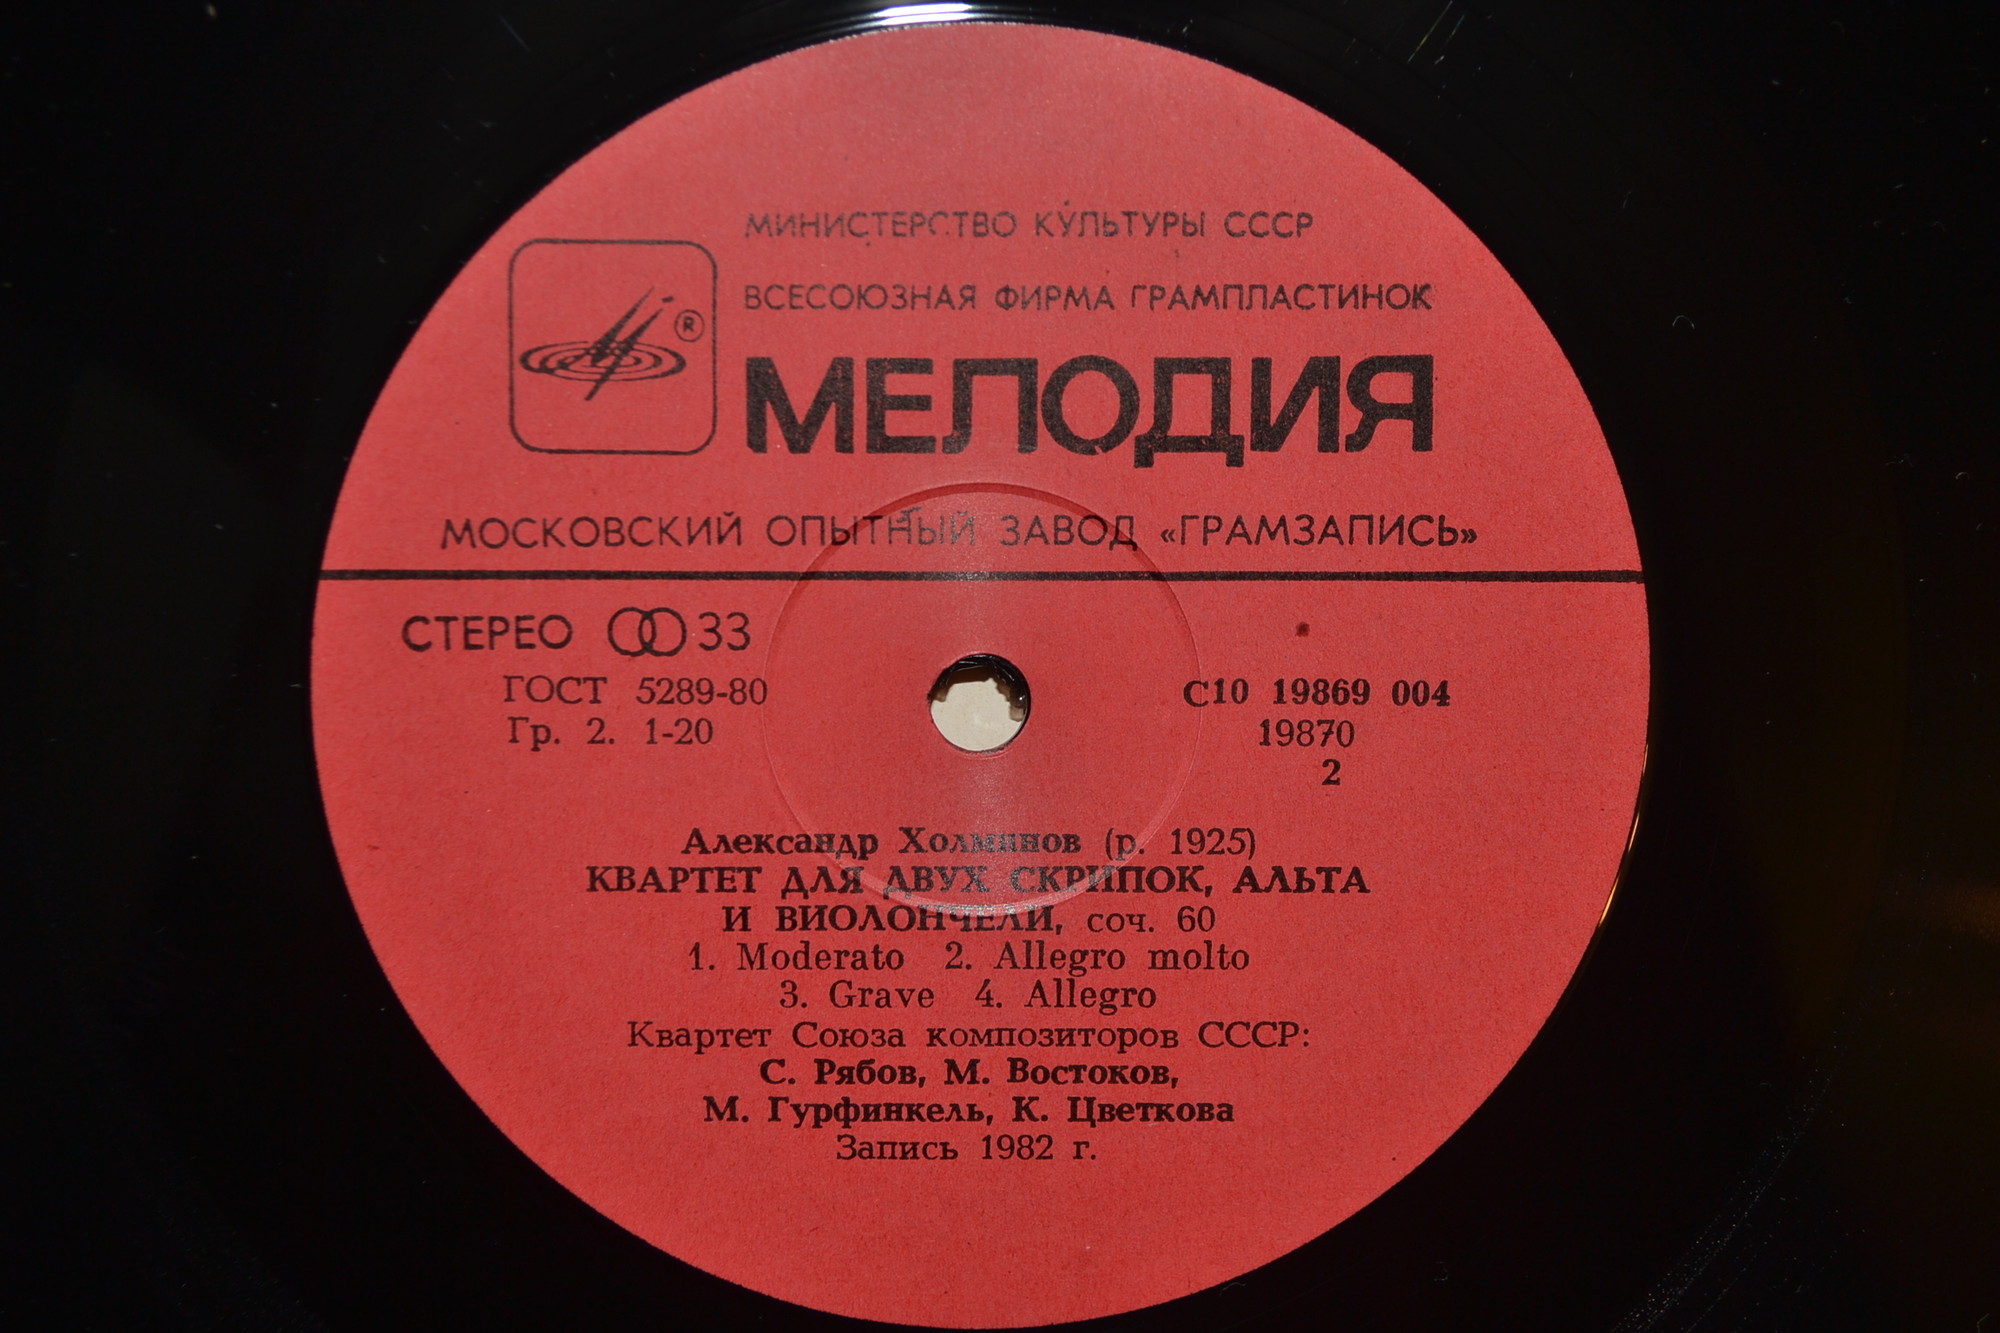 МИНИСТЕРСТВО КУЛЬТУРЫ СССР
ВСЕСОЮЗНАЯ ФИРМА ГРАМПЛАСТИНОК
®
МЕЛОДИЯ
МОСКОВСКИЙ ОПЫТНЫЙ ЗАВОД «ГРАМЗАПИСЬ»
СТЕРЕО 33
ГОСТ 5289-80
Гр. 2. 1-20
С10 19869 004
19870
2
Александр Холминов (р. 1925)
КВАРТЕТ ДЛЯ ДВУХ СКРИПОК, АЛЬТА
И ВИОЛОНЧЕЛИ, соч. 60
1. Moderato 2. Allegro molto
3. Grave 4. Allegro
Квартет Союза композиторов СССР:
С. Рябов, М. Востоков,
М. Гурфинкель, К. Цветкова
Запись 1982 г.